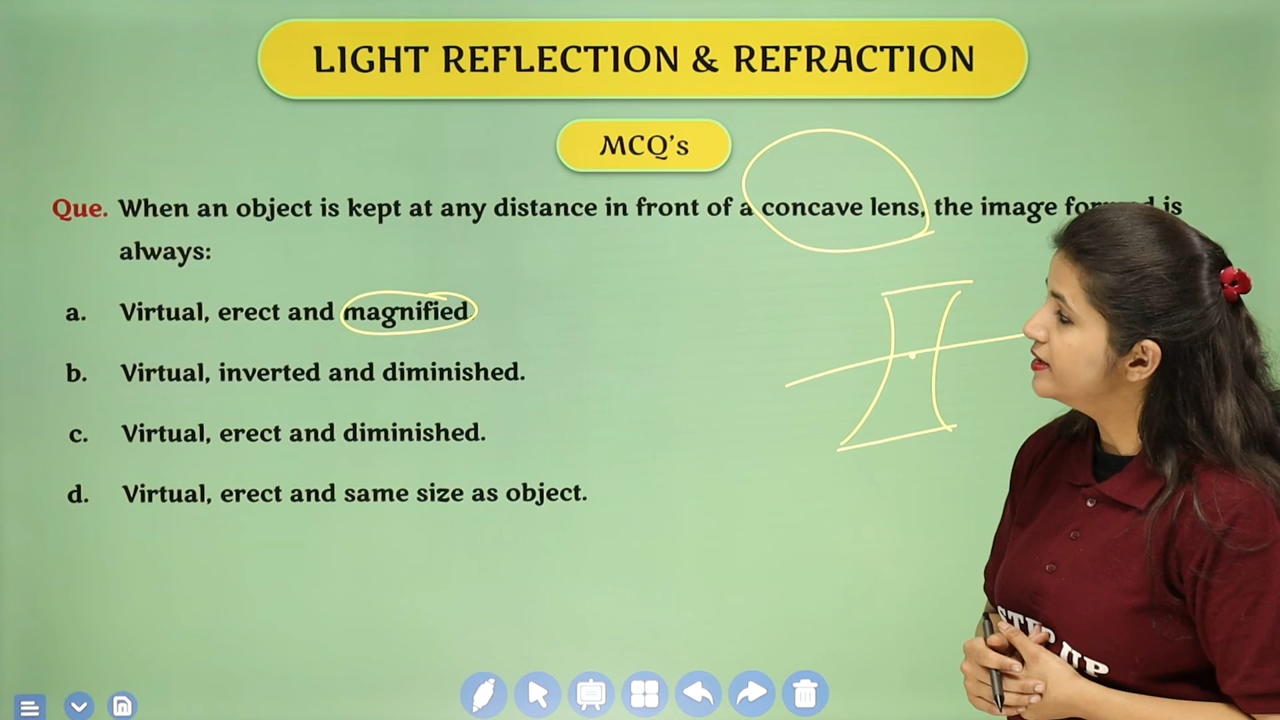 LIGHT REFLECTION & REFRACTION
MCQ's
Que. When an object is kept at any distance in front of a concave lens, the image is
always:
a. Virtual, erect and magnified
b. Virtual, inverted and diminished.
c. Virtual, erect and diminished.
d. Virtual, erect and same size as object.
UP